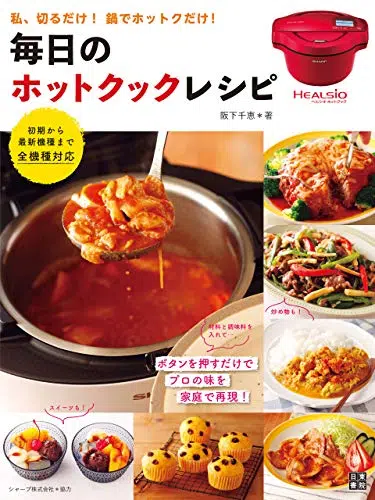 私、切るだけ！ 鍋でホットクだけ！
毎日の
ホットクックレシピ
HEALSIO
ヘルシオ ホットクック
阪下千恵＊著
初期から
最新機種まで
全機種対応
炒め物も！
材料と調味料を
入れて…
ボタンを押すだけで
プロの味を
家庭で再現！
スイーツも！
シャープ株式会社＊協力
日東書院